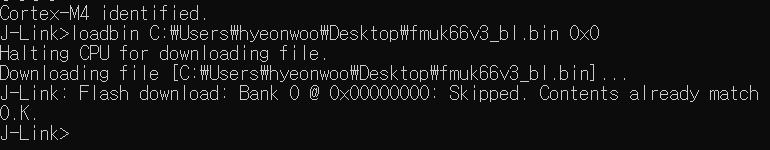 Cortex-M4 identified.
J-Link>loadbin C:₩Users₩hyeonwoo₩Desktop₩fmuk66v3_bl.bin 0x0
Halting CPU for downloading file.
Downloading file [C:₩Users₩hyeonwoo₩Desktop₩fmuk66v3_bl.bin]...
J-Link: Flash download: Bank 0 @ 0x00000000: Skipped. Contents already match
O.K.
J-Link>